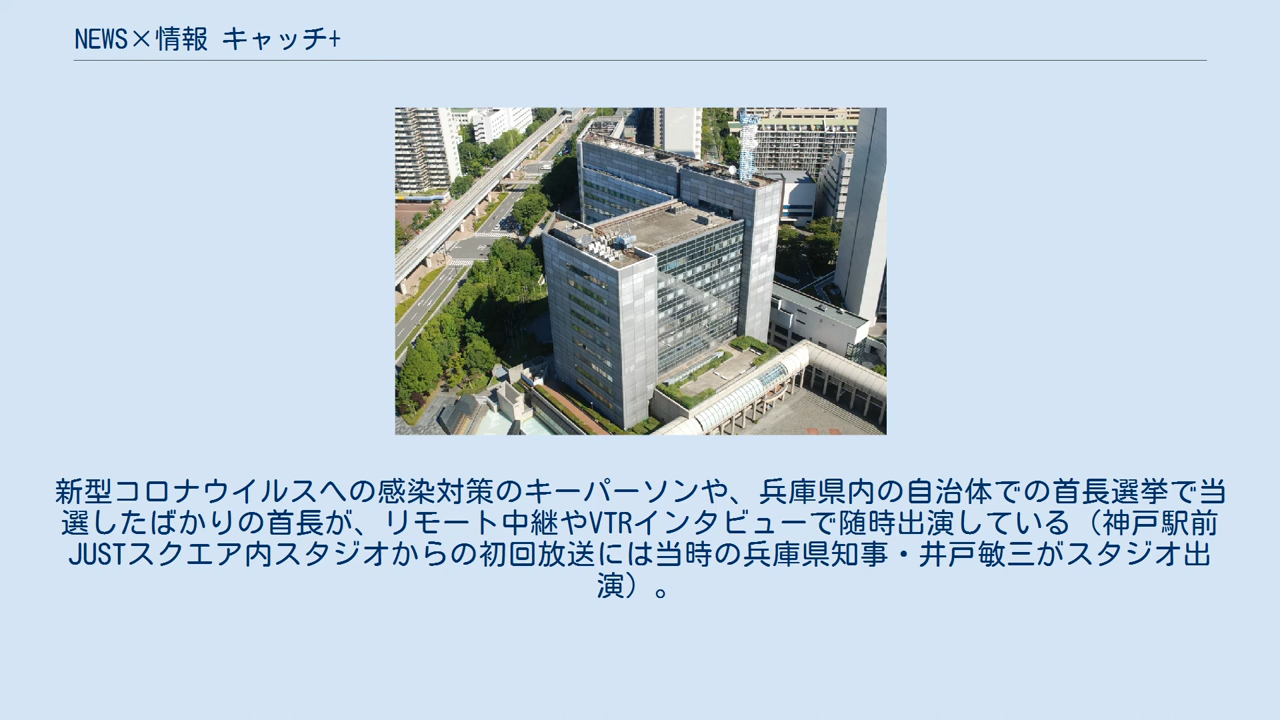 NEWS×情報 キャッチ+
新型コロナウイルスへの感染対策のキーパーソンや、兵庫県内の自治体での首長選挙で当
選したばかりの首長が、リモート中継やVTRインタビューで随時出演している（神戸駅前
JUSTスクエア内スタジオからの初回放送には当時の兵庫県知事・井戸敏三がスタジオ出
演）。